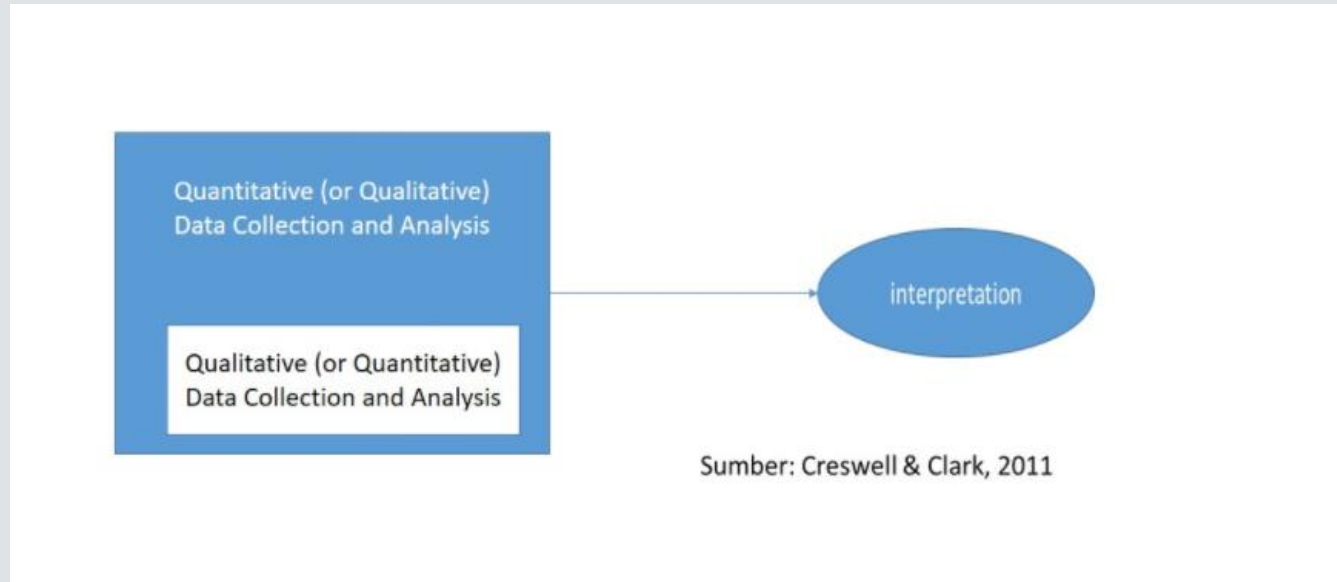 Quantitative (or Qualitative)
Data Collection and Analysis
Qualitative (or Quantitative)
Data Collection and Analysis
interpretation
Sumber: Creswell & Clark, 2011